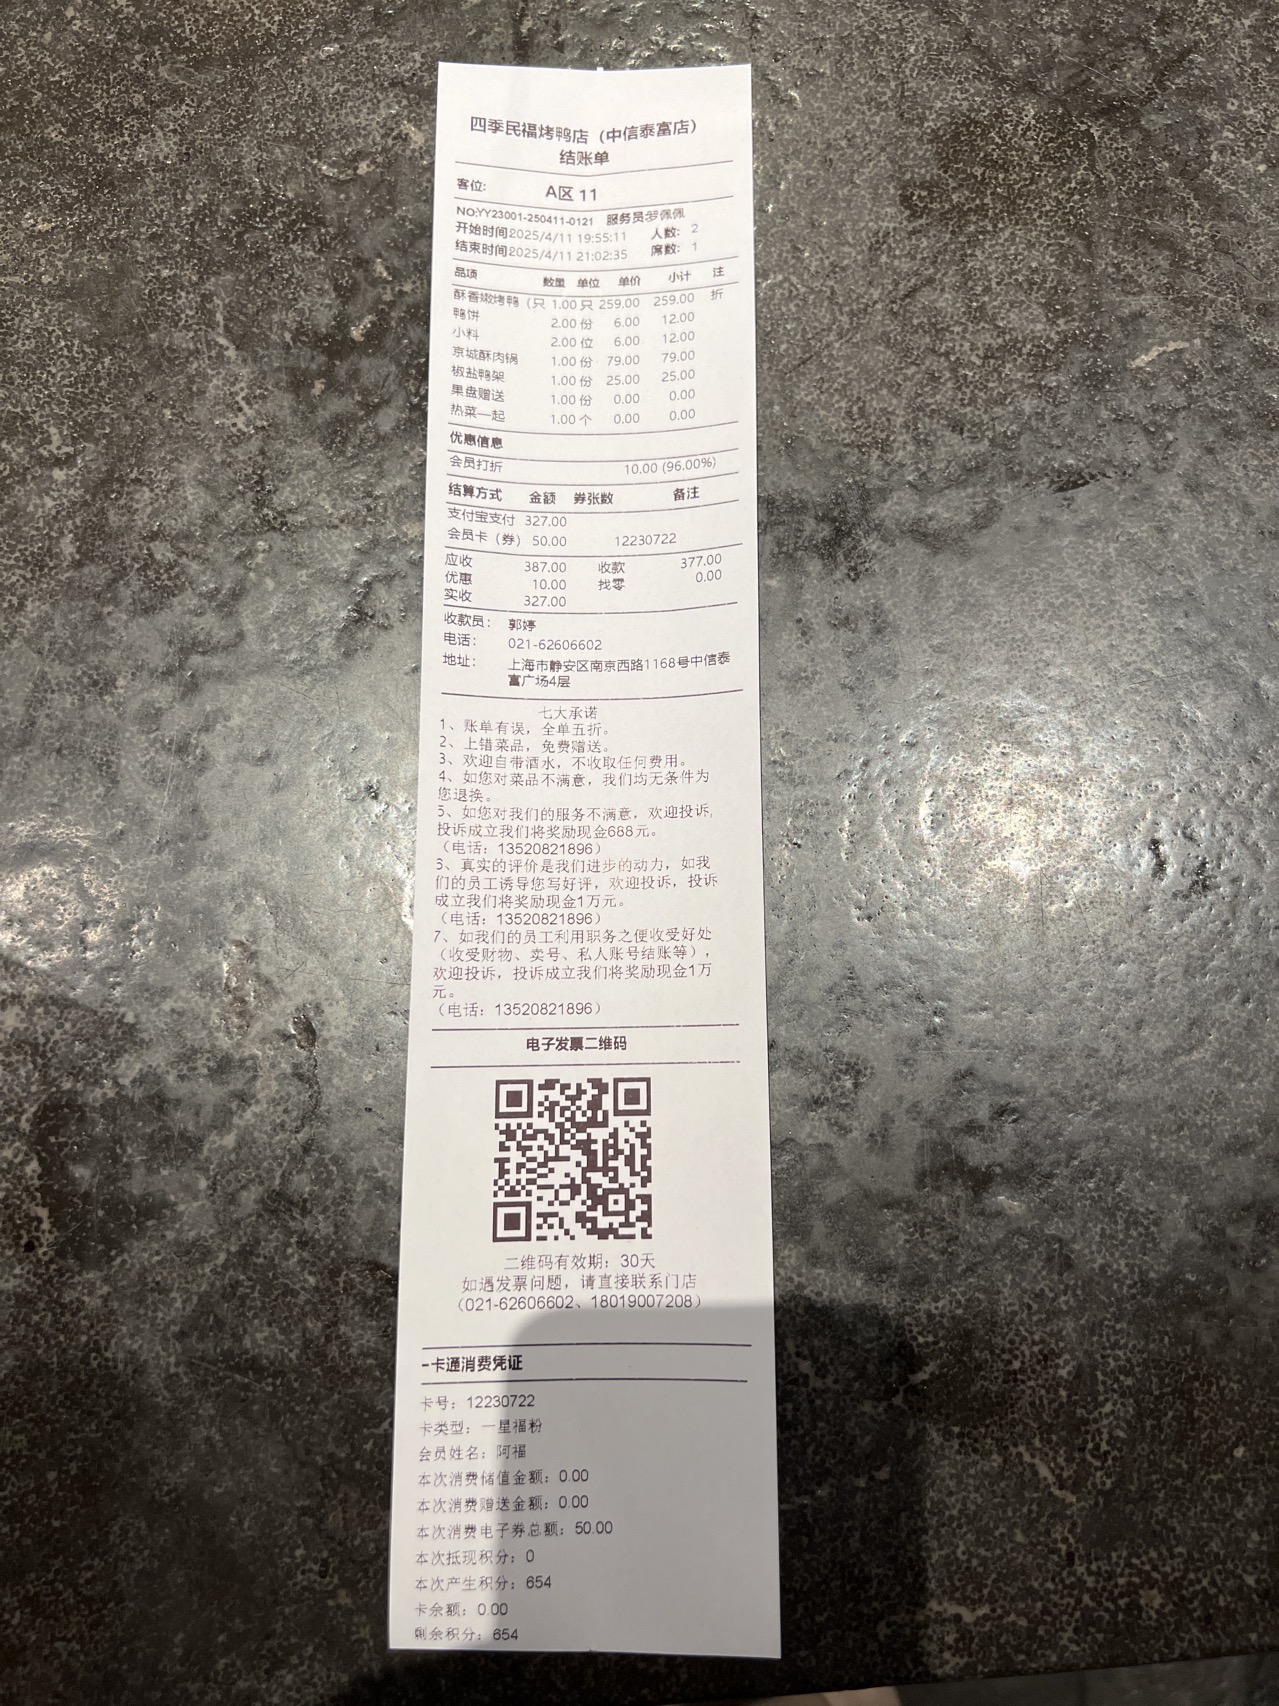 四季民福烤鸭店（中信泰富店）
结账单
客位: A区 11
NO:YY23001-250411-0121 服务员:罗佩佩
开始时间2025/4/11 19:55:11 人数: 2
结束时间2025/4/11 21:02:35 席数: 1
品项 数量 单位 单价 小计 注
酥香嫩烤鸭（只 1.00 只 259.00 259.00 折
鸭饼 2.00 份 6.00 12.00
小料 2.00 位 6.00 12.00
京城酥肉锅 1.00 份 79.00 79.00
椒盐鸭架 1.00 份 25.00 25.00
果盘赠送 1.00 份 0.00 0.00
热菜一起 1.00 个 0.00 0.00
优惠信息
会员打折 10.00 (96.00%)
结算方式 金额 券张数 备注
支付宝支付 327.00
会员卡（券） 50.00 12230722
应收 387.00 收款 377.00
优惠 10.00 找零 0.00
实收 327.00
收款员: 郭婷
电话: 021-62606602
地址: 上海市静安区南京西路1168号中信泰
富广场4层
七大承诺
1、账单有误，全单五折。
2、上错菜品，免费赠送。
3、欢迎自带酒水，不收取任何费用。
4、如您对菜品不满意，我们均无条件为
您退换。
5、如您对我们的服务不满意，欢迎投诉,
投诉成立我们将奖励现金688元。
（电话：13520821896）
6、真实的评价是我们进步的动力，如我
们的员工诱导您写好评，欢迎投诉，投诉
成立我们将奖励现金1万元。
（电话：13520821896）
7、如我们的员工利用职务之便收受好处
（收受财物、卖号、私人账号结账等），
欢迎投诉，投诉成立我们将奖励现金1万
元。
（电话：13520821896）
电子发票二维码
二维码有效期：30天
如遇发票问题，请直接联系门店
（021-62606602、18019007208）
一卡通消费凭证
卡号：12230722
卡类型：一星福粉
会员姓名：阿福
本次消费储值金额：0.00
本次消费赠送金额：0.00
本次消费电子券总额：50.00
本次抵现积分：0
本次产生积分：654
卡余额：0.00
剩余积分：654